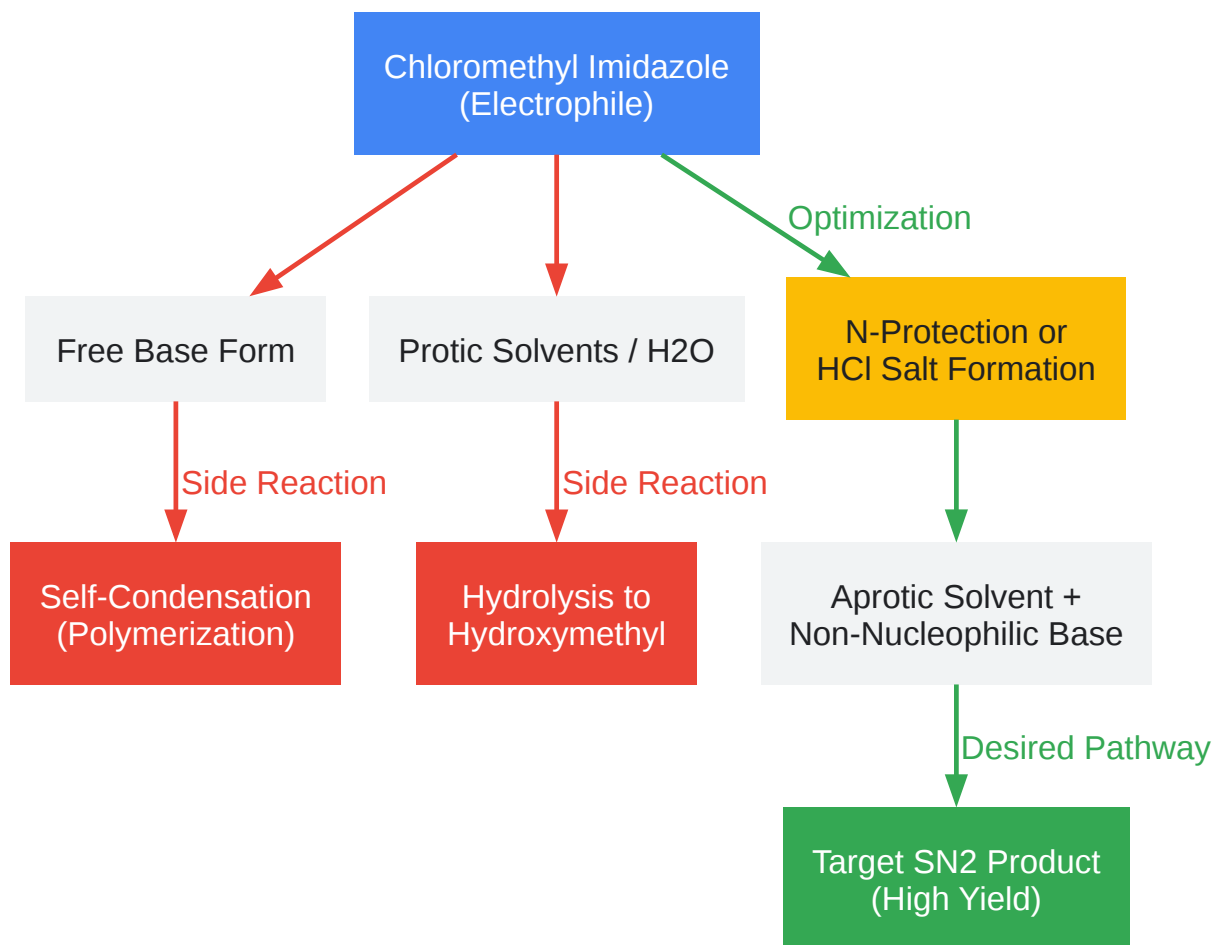 Chloromethyl Imidazole
(Electrophile)
Optimization
Free Base Form
Protic Solvents / H2O
N-Protection or
HCl Salt Formation
Side Reaction
Side Reaction
Self-Condensation
(Polymerization)
Hydrolysis to
Hydroxymethyl
Aprotic Solvent +
Non-Nucleophilic Base
Desired Pathway
Target SN2 Product
(High Yield)